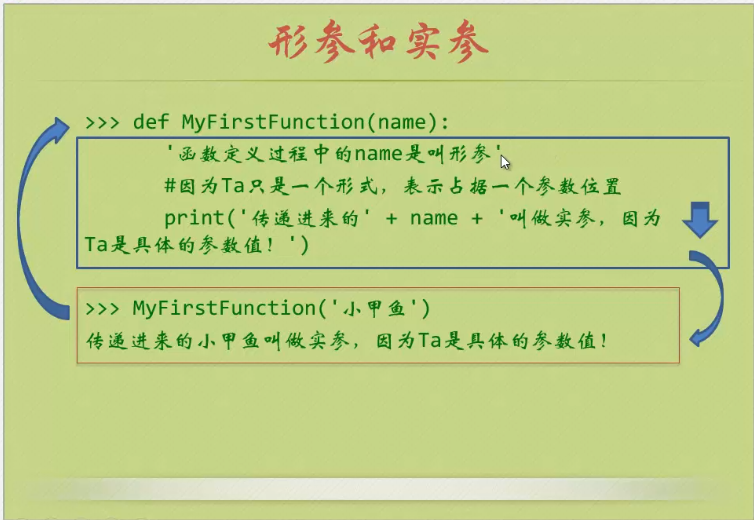 形参和实参
>>> def MyFirstFunction(name):
'函数定义过程中的name是叫形参'
#因为Ta只是一个形式，表示占据一个参数位置
print('传递进来的' + name + '叫做实参，因为
Ta是具体的参数值！')
>>> MyFirstFunction('小甲鱼')
传递进来的小甲鱼叫做实参，因为Ta是具体的参数值！